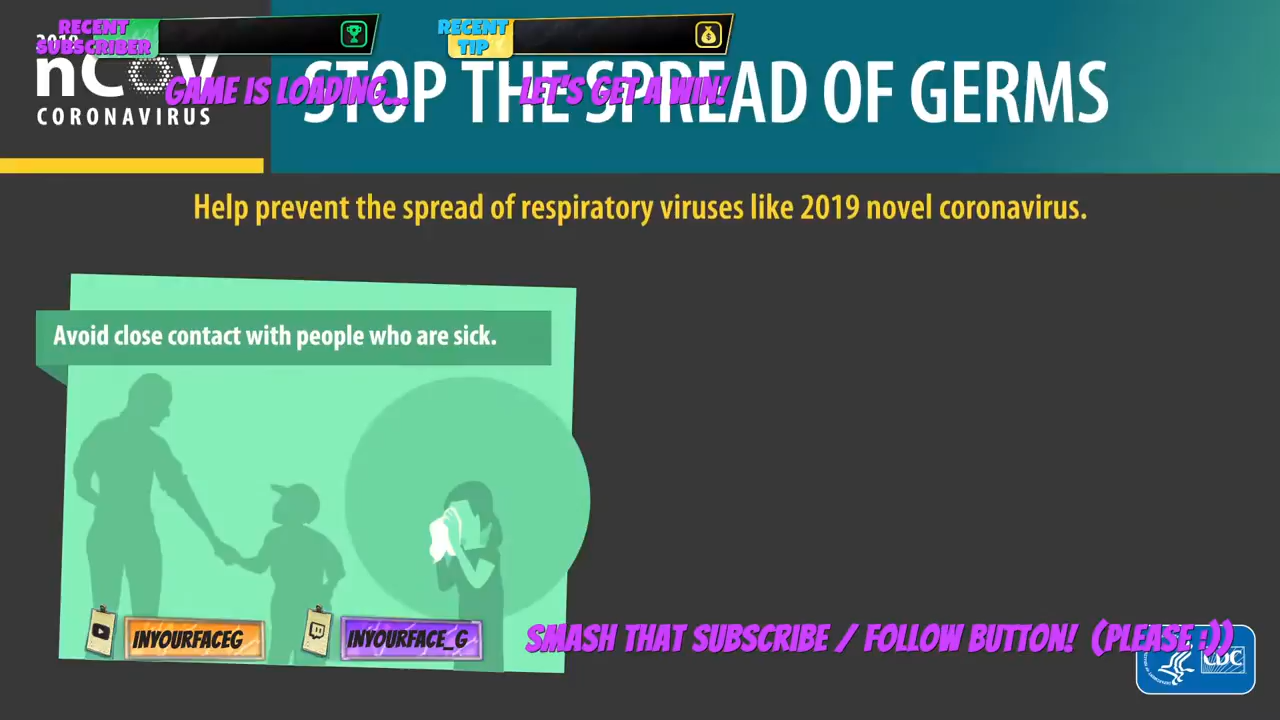 RECENT
SUBSCRIBER
RECENT
TIP
2019
nCoV
CORONAVIRUS
GAME IS LOADING...
LET'S GET A WIN!
STOP THE SPREAD OF GERMS
Help prevent the spread of respiratory viruses like 2019 novel coronavirus.
Avoid close contact with people who are sick.
INYOURFACEG
INYOURFACE_G
SMASH THAT SUBSCRIBE / FOLLOW BUTTON! (PLEASE :))
CDC